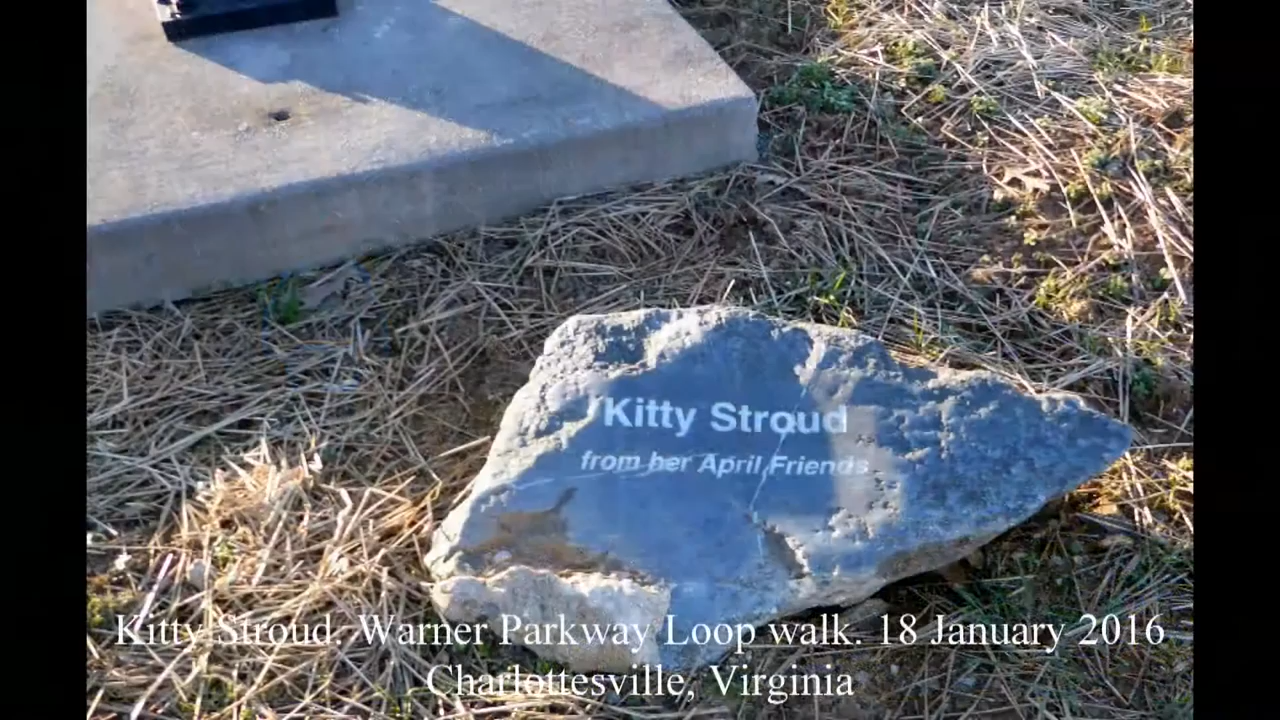 Kitty Stroud
from her April Friends
Kitty Stroud. Warner Parkway Loop walk. 18 January 2016
Charlottesville, Virginia